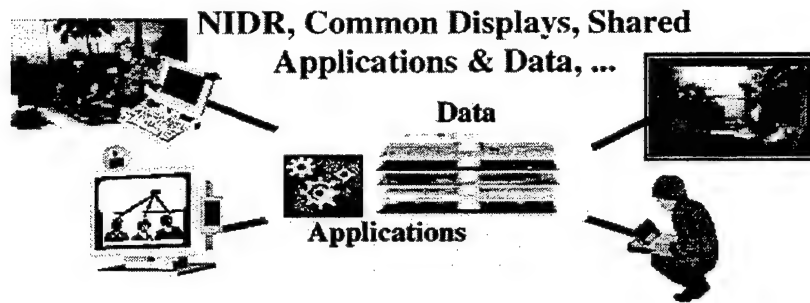 NIDR, Common Displays, Shared
Applications & Data, ...
Data
Applications